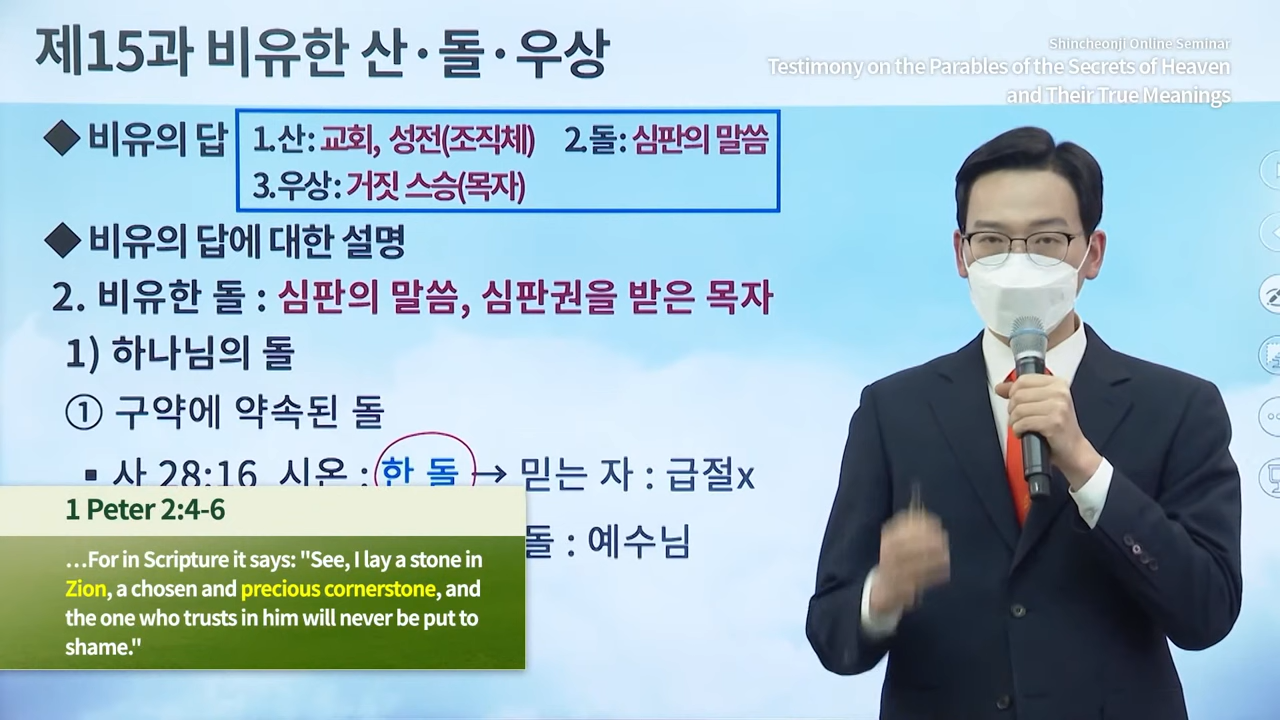 제15과 비유한 산·돌·우상
Shincheonji Online Seminar
Testimony on the Parables of the Secrets of Heaven
and Their True Meanings
◆ 비유의 답 1.산: 교회, 성전(조직체) 2.돌: 심판의 말씀
3.우상: 거짓 스승(목자)
◆ 비유의 답에 대한 설명
2. 비유한 돌 : 심판의 말씀, 심판권을 받은 목자
1) 하나님의 돌
① 구약에 약속된 돌
▪ 사 28:16 시온 : 한 돌 → 믿는 자 : 급절x
돌 : 예수님
1 Peter 2:4-6
…For in Scripture it says: "See, I lay a stone in
Zion, a chosen and precious cornerstone, and
the one who trusts in him will never be put to
shame."